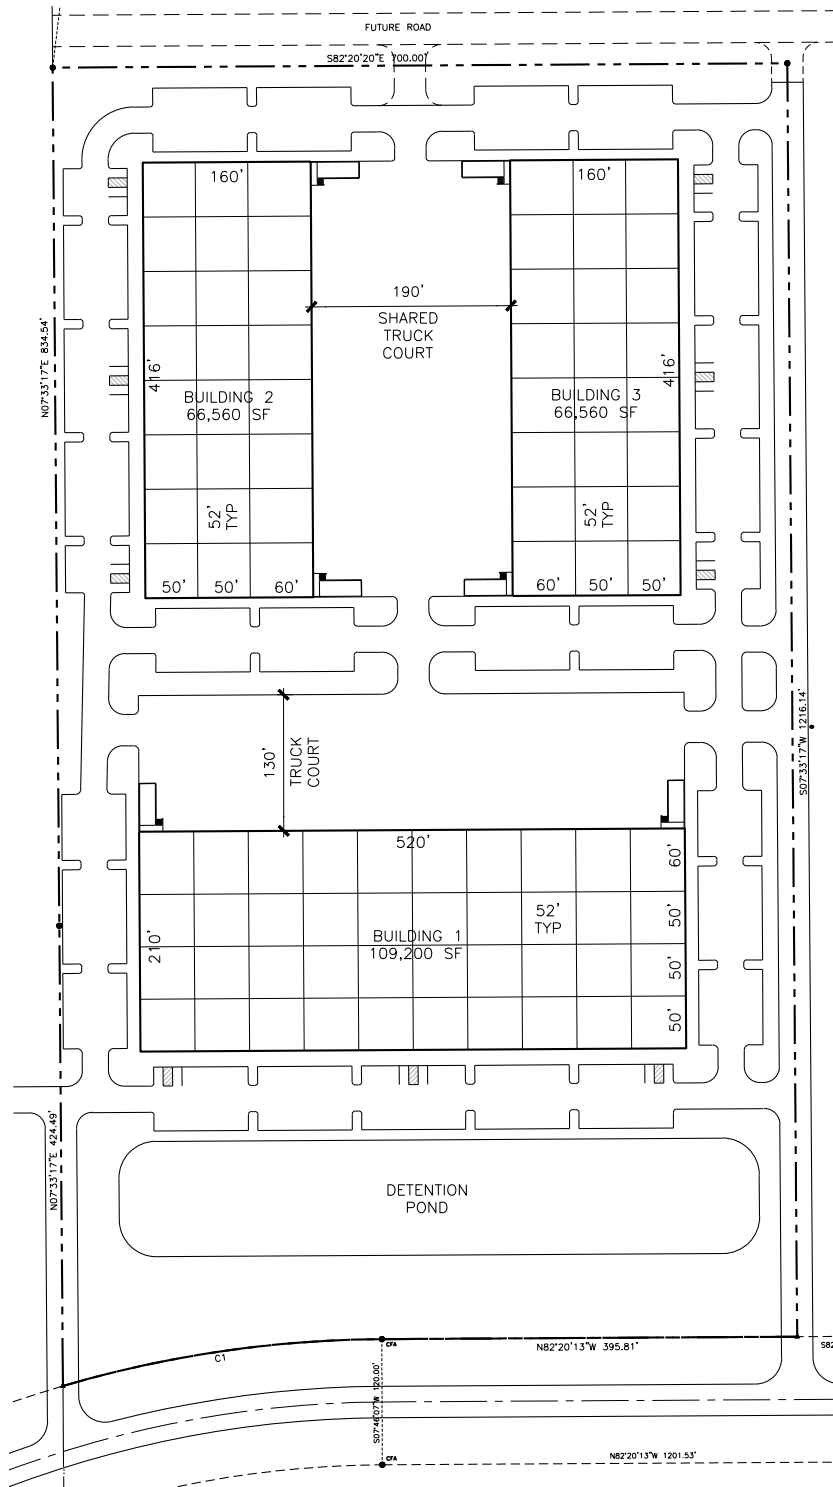 FUTURE ROAD
S82°20'20"E 700.00'
160'
160'
190'
SHARED
TRUCK
COURT
N07°33'17"E 834.54'
416'
BUILDING 2
66,560 SF
416'
BUILDING 3
66,560 SF
52'
TYP
52'
TYP
50'
50'
60'
60'
50'
50'
S07°33'17"W 1216.14'
130'
TRUCK
COURT
520'
60'
50'
50'
50'
52'
TYP
210'
BUILDING 1
109,200 SF
N07°33'17"E 424.49'
DETENTION
POND
CFA
N82°20'13"W 395.81'
S82
C1
S07°46'07"W 120.00'
CFA
N82°20'13"W 1201.53'